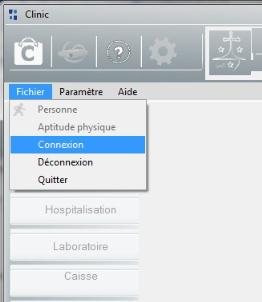 Clinic
C
?
Fichier Paramètre Aide
Personne
Aptitude physique
Connexion
Déconnexion
Quitter
Hospitalisation
Laboratoire
Caisse